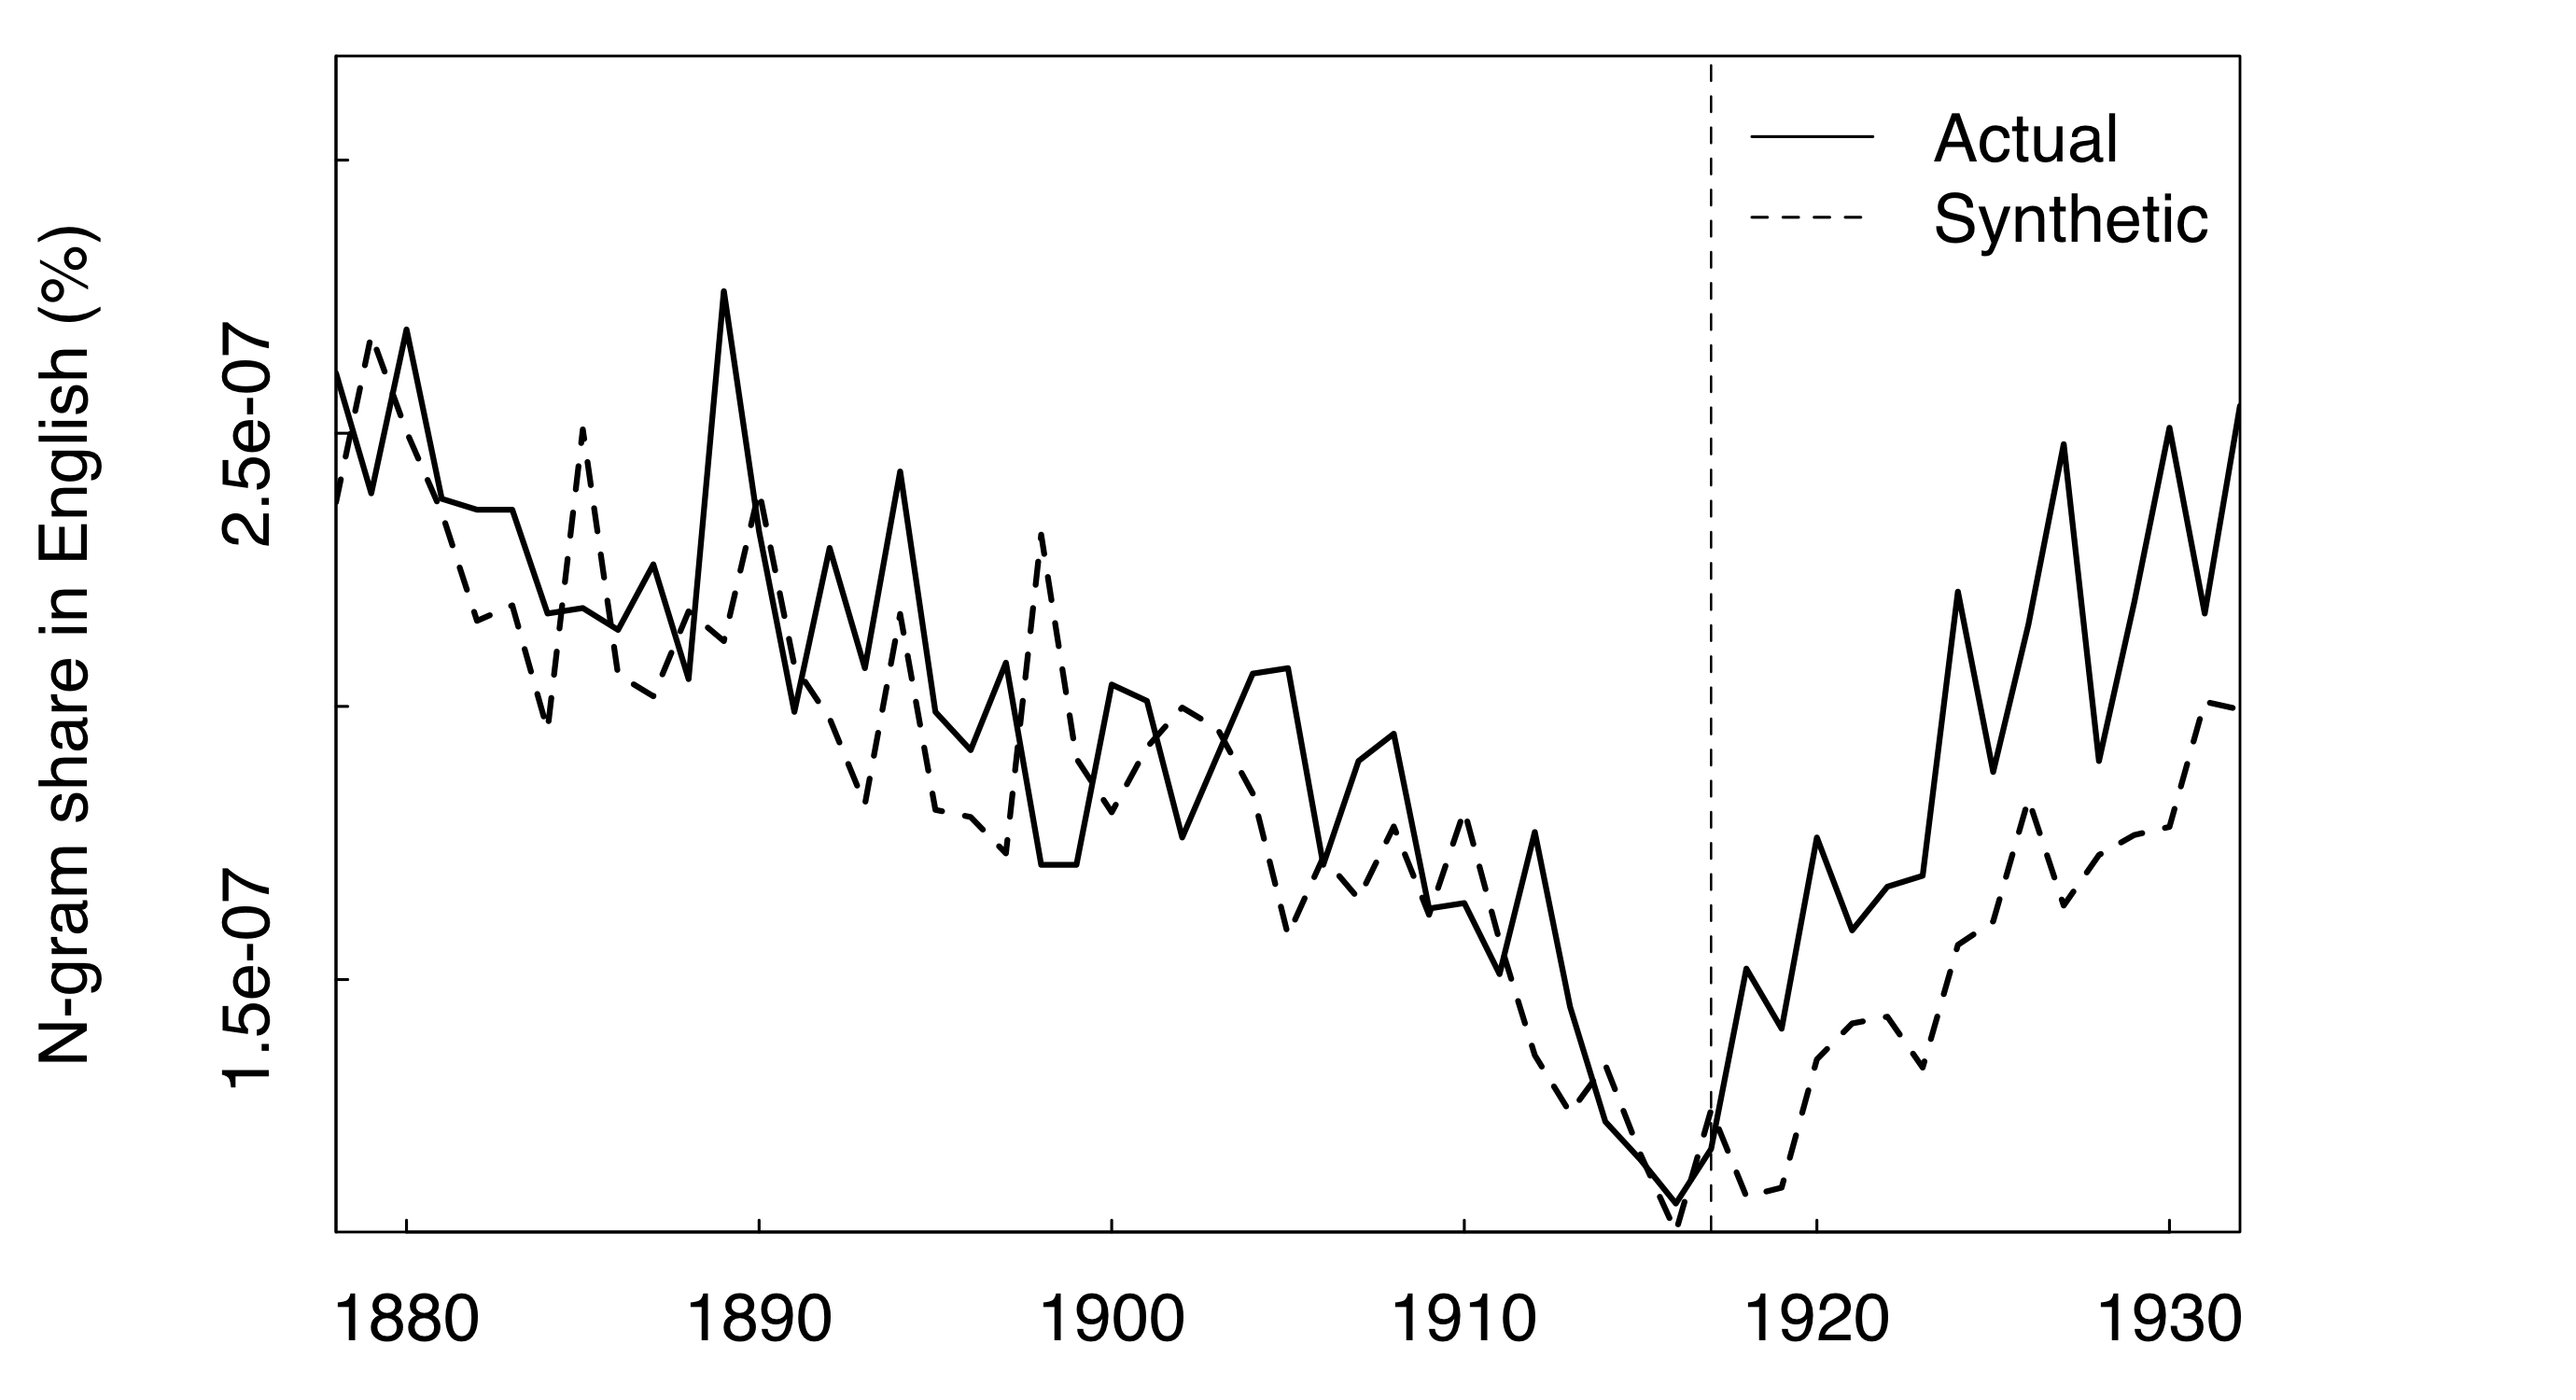 N-gram share in English (%)
2.5e-07
1.5e-07
Actual
Synthetic
1880 1890 1900 1910 1920 1930